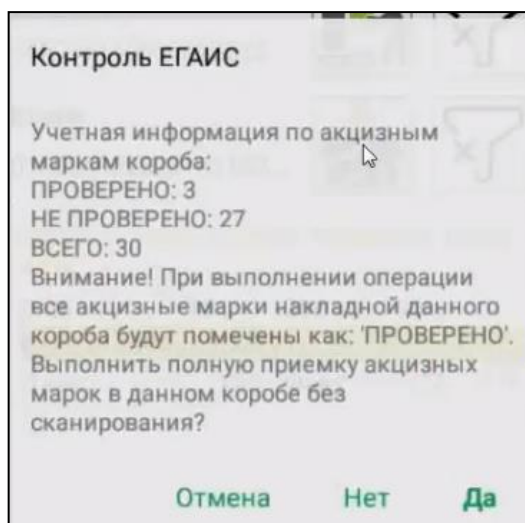 Контроль ЕГАИС
Учетная информация по акцизным
маркам короба:
ПРОВЕРЕНО: 3
НЕ ПРОВЕРЕНО: 27
ВСЕГО: 30
Внимание! При выполнении операции
все акцизные марки накладной данного
короба будут помечены как: 'ПРОВЕРЕНО'.
Выполнить полную приемку акцизных
марок в данном коробе без
сканирования?
Отмена Нет Да